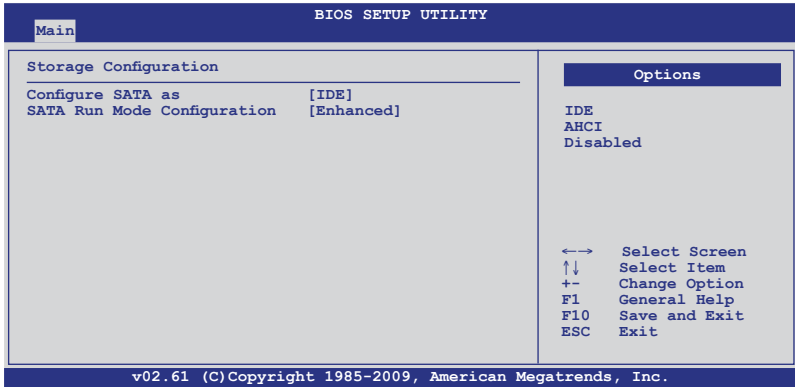 BIOS SETUP UTILITY
Main
Storage Configuration
Configure SATA as [IDE]
SATA Run Mode Configuration [Enhanced]
Options
IDE
AHCI
Disabled
←→ Select Screen
↑↓ Select Item
+- Change Option
F1 General Help
F10 Save and Exit
ESC Exit
v02.61 (C)Copyright 1985-2009, American Megatrends, Inc.